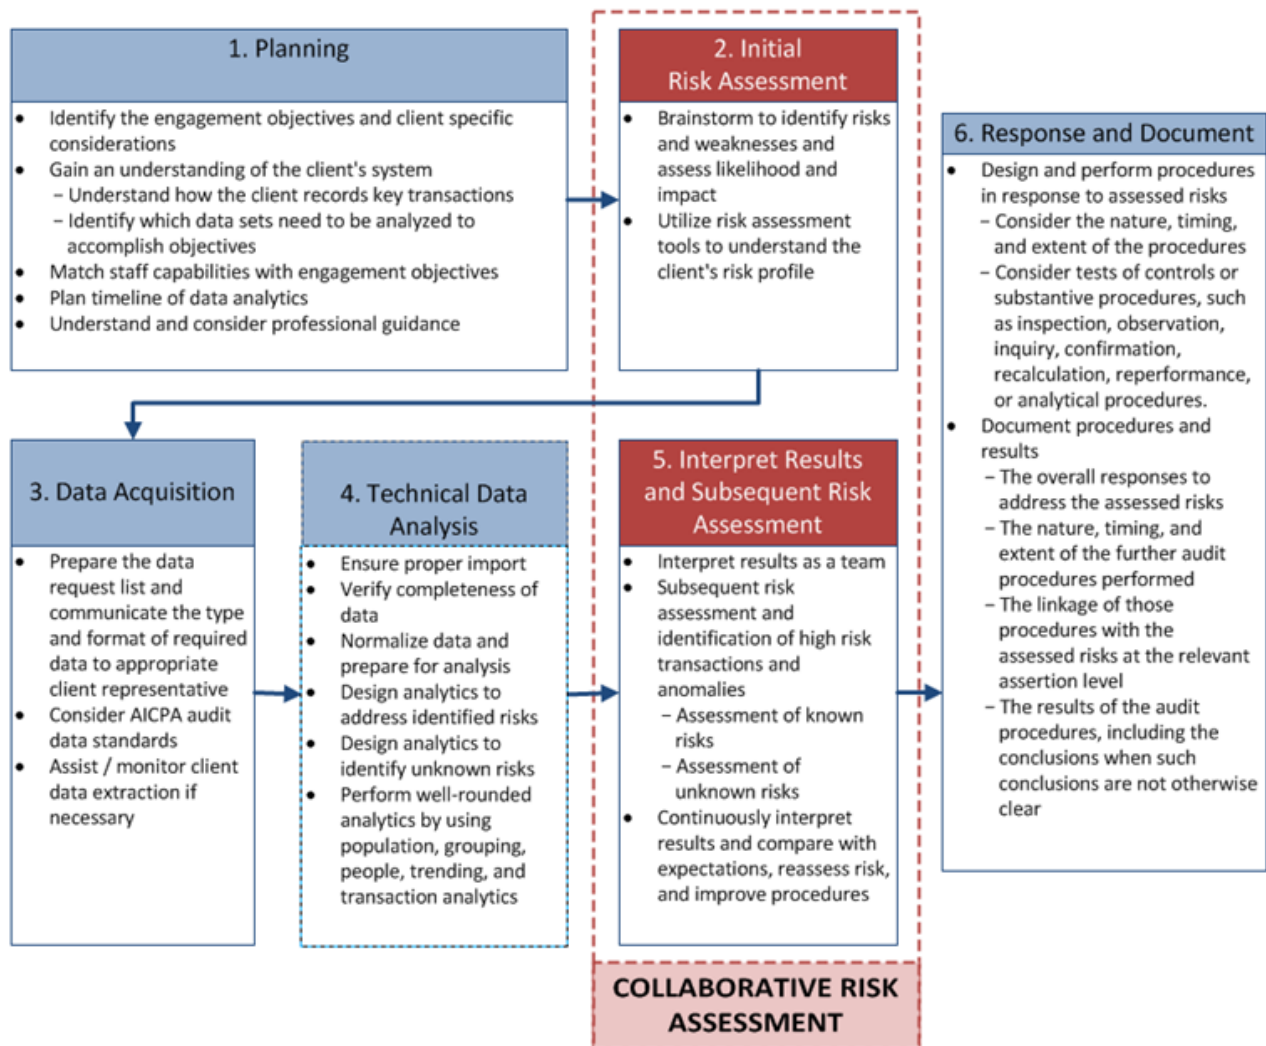 1. Planning
• Identify the engagement objectives and client specific
considerations
• Gain an understanding of the client's system
– Understand how the client records key transactions
– Identify which data sets need to be analyzed to
accomplish objectives
• Match staff capabilities with engagement objectives
• Plan timeline of data analytics
• Understand and consider professional guidance
2. Initial
Risk Assessment
• Brainstorm to identify risks
and weaknesses and
assess likelihood and
impact
• Utilize risk assessment
tools to understand the
client's risk profile
3. Data Acquisition
• Prepare the data
request list and
communicate the type
and format of required
data to appropriate
client representative
• Consider AICPA audit
data standards
• Assist / monitor client
data extraction if
necessary
4. Technical Data
Analysis
• Ensure proper import
• Verify completeness of
data
• Normalize data and
prepare for analysis
• Design analytics to
address identified risks
• Design analytics to
identify unknown risks
• Perform well-rounded
analytics by using
population, grouping,
people, trending, and
transaction analytics
5. Interpret Results
and Subsequent Risk
Assessment
• Interpret results as a team
• Subsequent risk
assessment and
identification of high risk
transactions and
anomalies
– Assessment of known
risks
– Assessment of
unknown risks
• Continuously interpret
results and compare with
expectations, reassess risk,
and improve procedures
6. Response and Document
• Design and perform procedures
in response to assessed risks
– Consider the nature, timing,
and extent of the procedures
– Consider tests of controls or
substantive procedures, such
as inspection, observation,
inquiry, confirmation,
recalculation, reperformance,
or analytical procedures.
• Document procedures and
results
– The overall responses to
address the assessed risks
– The nature, timing, and
extent of the further audit
procedures performed
– The linkage of those
procedures with the
assessed risks at the relevant
assertion level
– The results of the audit
procedures, including the
conclusions when such
conclusions are not otherwise
clear
COLLABORATIVE RISK
ASSESSMENT